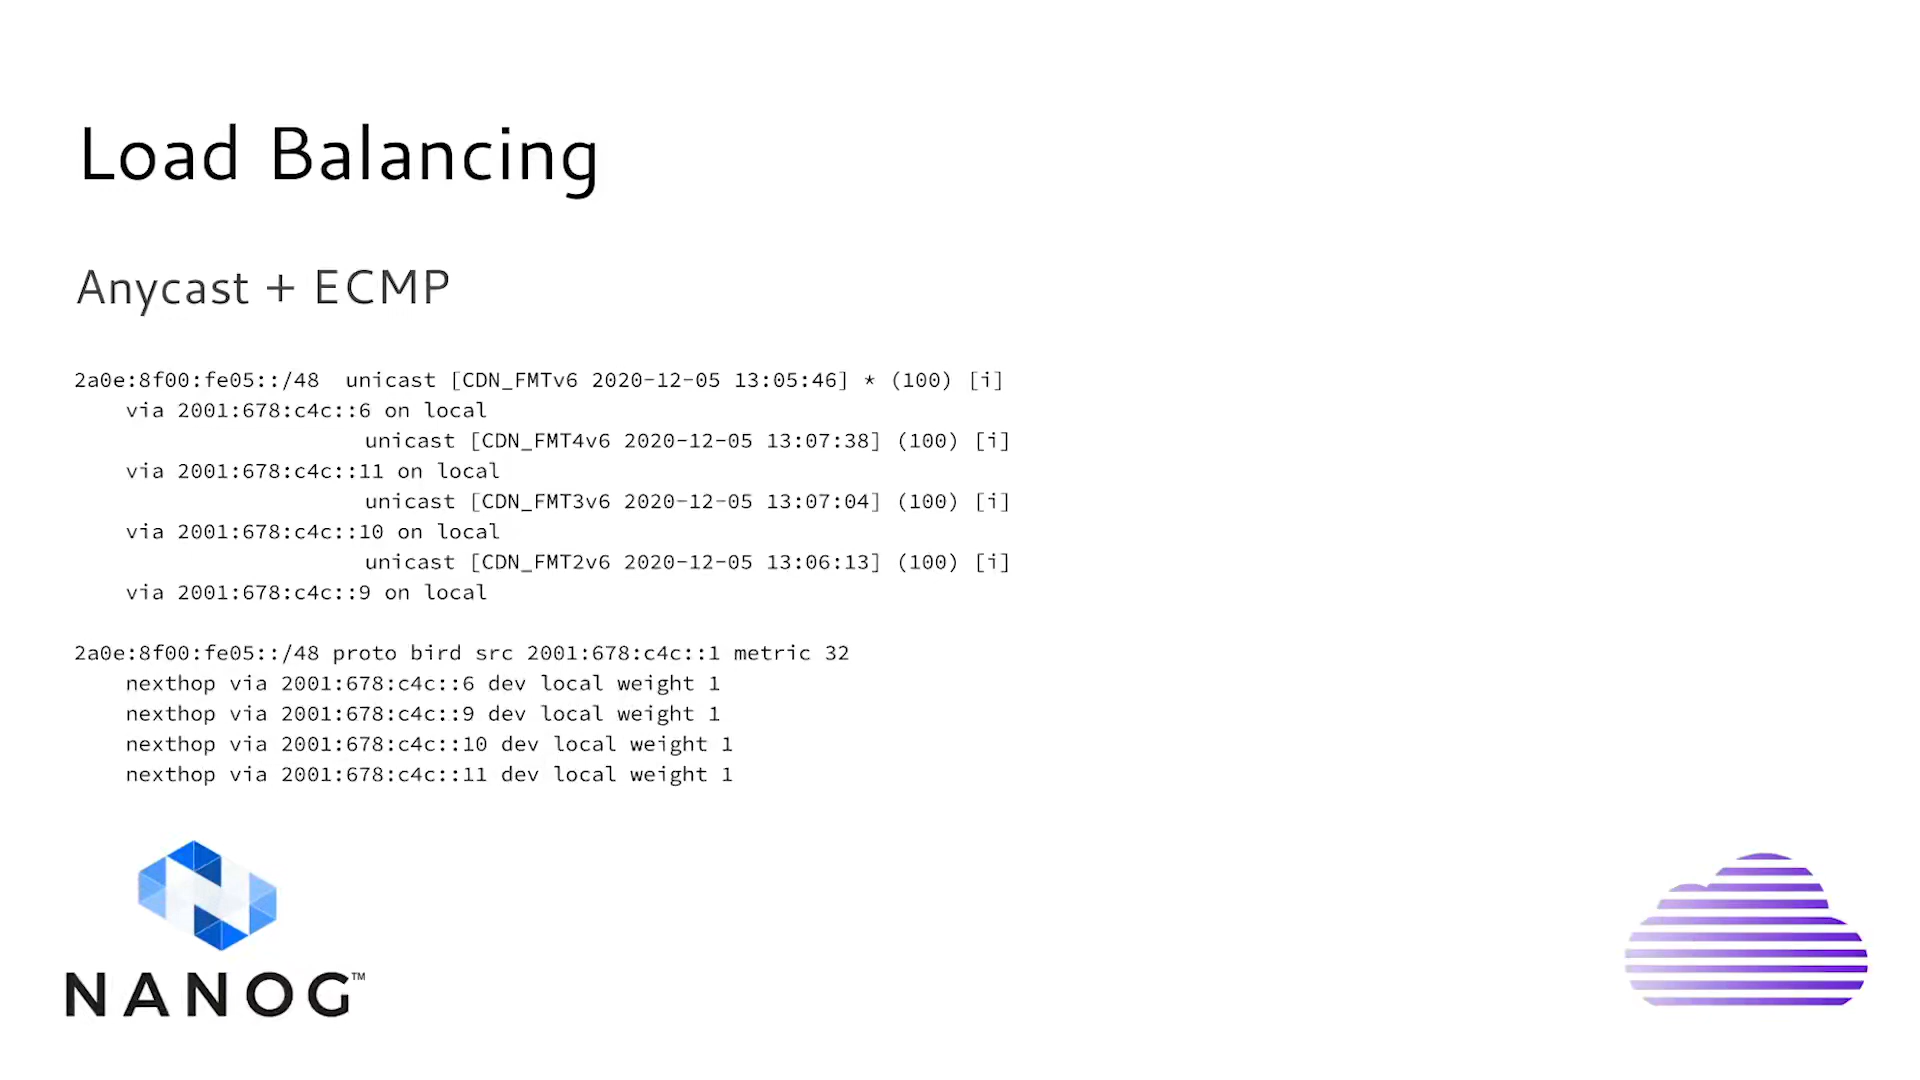 Load Balancing
Anycast + ECMP
2a0e:8f00:fe05::/48  unicast [CDN_FMTv6 2020-12-05 13:05:46] * (100) [i]
    via 2001:678:c4c::6 on local
                     unicast [CDN_FMT4v6 2020-12-05 13:07:38] (100) [i]
    via 2001:678:c4c::11 on local
                     unicast [CDN_FMT3v6 2020-12-05 13:07:04] (100) [i]
    via 2001:678:c4c::10 on local
                     unicast [CDN_FMT2v6 2020-12-05 13:06:13] (100) [i]
    via 2001:678:c4c::9 on local
2a0e:8f00:fe05::/48 proto bird src 2001:678:c4c::1 metric 32
    nexthop via 2001:678:c4c::6 dev local weight 1
    nexthop via 2001:678:c4c::9 dev local weight 1
    nexthop via 2001:678:c4c::10 dev local weight 1
    nexthop via 2001:678:c4c::11 dev local weight 1
NANOG™